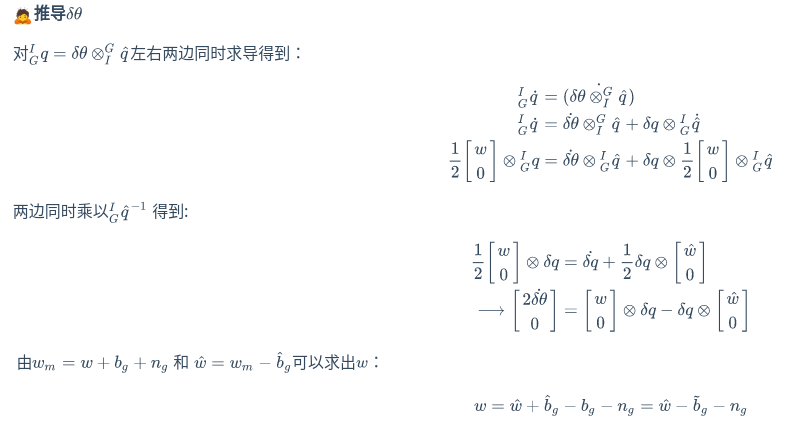 🙇推导$\delta\theta$
对$^I_G q = \delta\theta \otimes^G_I \hat{q}$左右两边同时求导得到：
$^I_G\dot{q} = (\delta\theta \dot{\otimes}^G_I \hat{q})$
$^I_G\dot{q} = \dot{\delta\theta} \otimes^G_I \hat{q} + \delta q \otimes {}^I_G\dot{\hat{q}}$
$\frac{1}{2}\begin{bmatrix} w \\ 0 \end{bmatrix} \otimes {}^I_G q = \dot{\delta\theta} \otimes {}^I_G\hat{q} + \delta q \otimes \frac{1}{2}\begin{bmatrix} w \\ 0 \end{bmatrix} \otimes {}^I_G\hat{q}$
两边同时乘以$^I_G\hat{q}^{-1}$ 得到:
$\frac{1}{2}\begin{bmatrix} w \\ 0 \end{bmatrix} \otimes \delta q = \dot{\delta q} + \frac{1}{2}\delta q \otimes \begin{bmatrix} \hat{w} \\ 0 \end{bmatrix}$
$\longrightarrow \begin{bmatrix} 2\dot{\delta\theta} \\ 0 \end{bmatrix} = \begin{bmatrix} w \\ 0 \end{bmatrix} \otimes \delta q - \delta q \otimes \begin{bmatrix} \hat{w} \\ 0 \end{bmatrix}$
由$w_m = w + b_g + n_g$ 和 $\hat{w} = w_m - \hat{b}_g$可以求出$w$：
$w = \hat{w} + \hat{b}_g - b_g - n_g = \hat{w} - \tilde{b}_g - n_g$